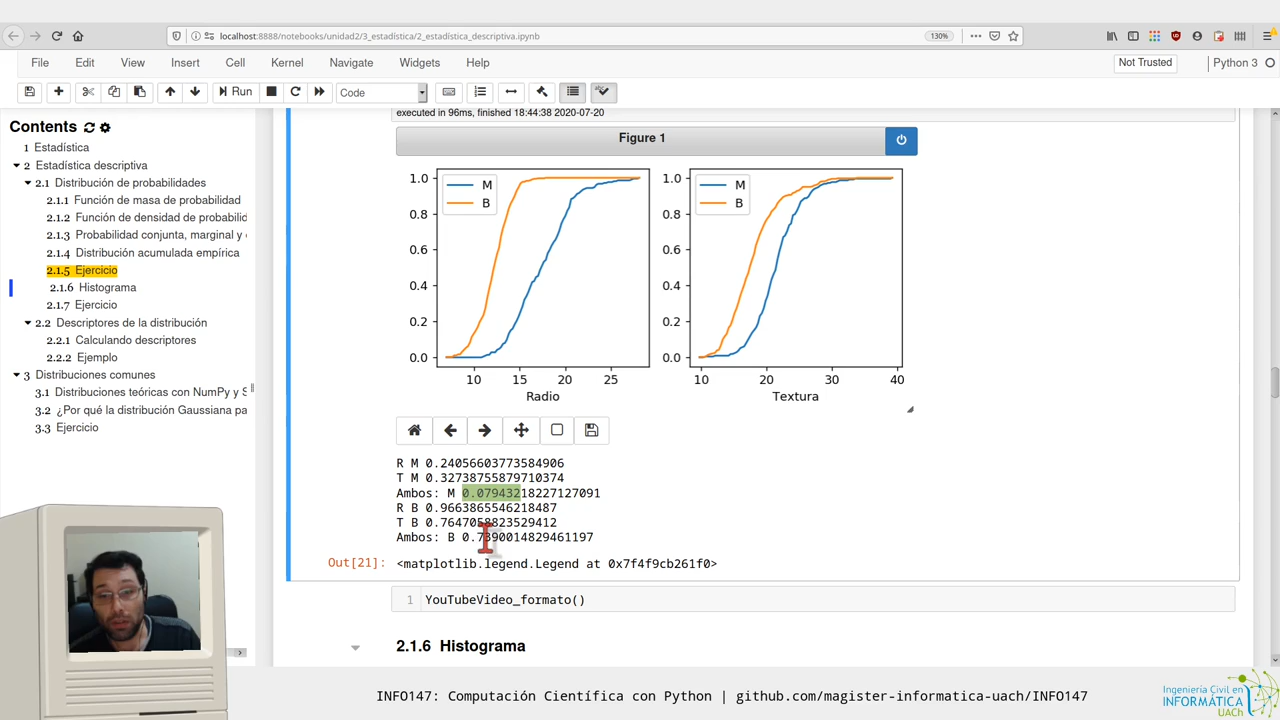 localhost:8888/notebooks/unidad2/3_estadística/2_estadística_descriptiva.ipynb
130%
File Edit View Insert Cell Kernel Navigate Widgets Help
Not Trusted
Python 3
Run
Code
Contents
1 Estadística
2 Estadística descriptiva
2.1 Distribución de probabilidades
2.1.1 Función de masa de probabilidad
2.1.2 Función de densidad de probabilid
2.1.3 Probabilidad conjunta, marginal y
2.1.4 Distribución acumulada empírica
2.1.5 Ejercicio
2.1.6 Histograma
2.1.7 Ejercicio
2.2 Descriptores de la distribución
2.2.1 Calculando descriptores
2.2.2 Ejemplo
3 Distribuciones comunes
3.1 Distribuciones teóricas con NumPy y S
3.2 ¿Por qué la distribución Gaussiana pa
3.3 Ejercicio
executed in 96ms, finished 18:44:38 2020-07-20
Figure 1
1.0
0.8
0.6
0.4
0.2
0.0
M
B
10 15 20 25
Radio
1.0
0.8
0.6
0.4
0.2
0.0
M
B
10 20 30 40
Textura
R M 0.24056603773584906
T M 0.32738755879710374
Ambos: M 0.07943218227127091
R B 0.9663865546218487
T B 0.7647058823529412
Ambos: B 0.7390014829461197
Out[21]: <matplotlib.legend.Legend at 0x7f4f9cb261f0>
1 YouTubeVideo_formato()
2.1.6 Histograma
INFO147: Computación Científica con Python | github.com/magister-informatica-uach/INFO147
Ingeniería Civil en
INFORMÁTICA
UACh